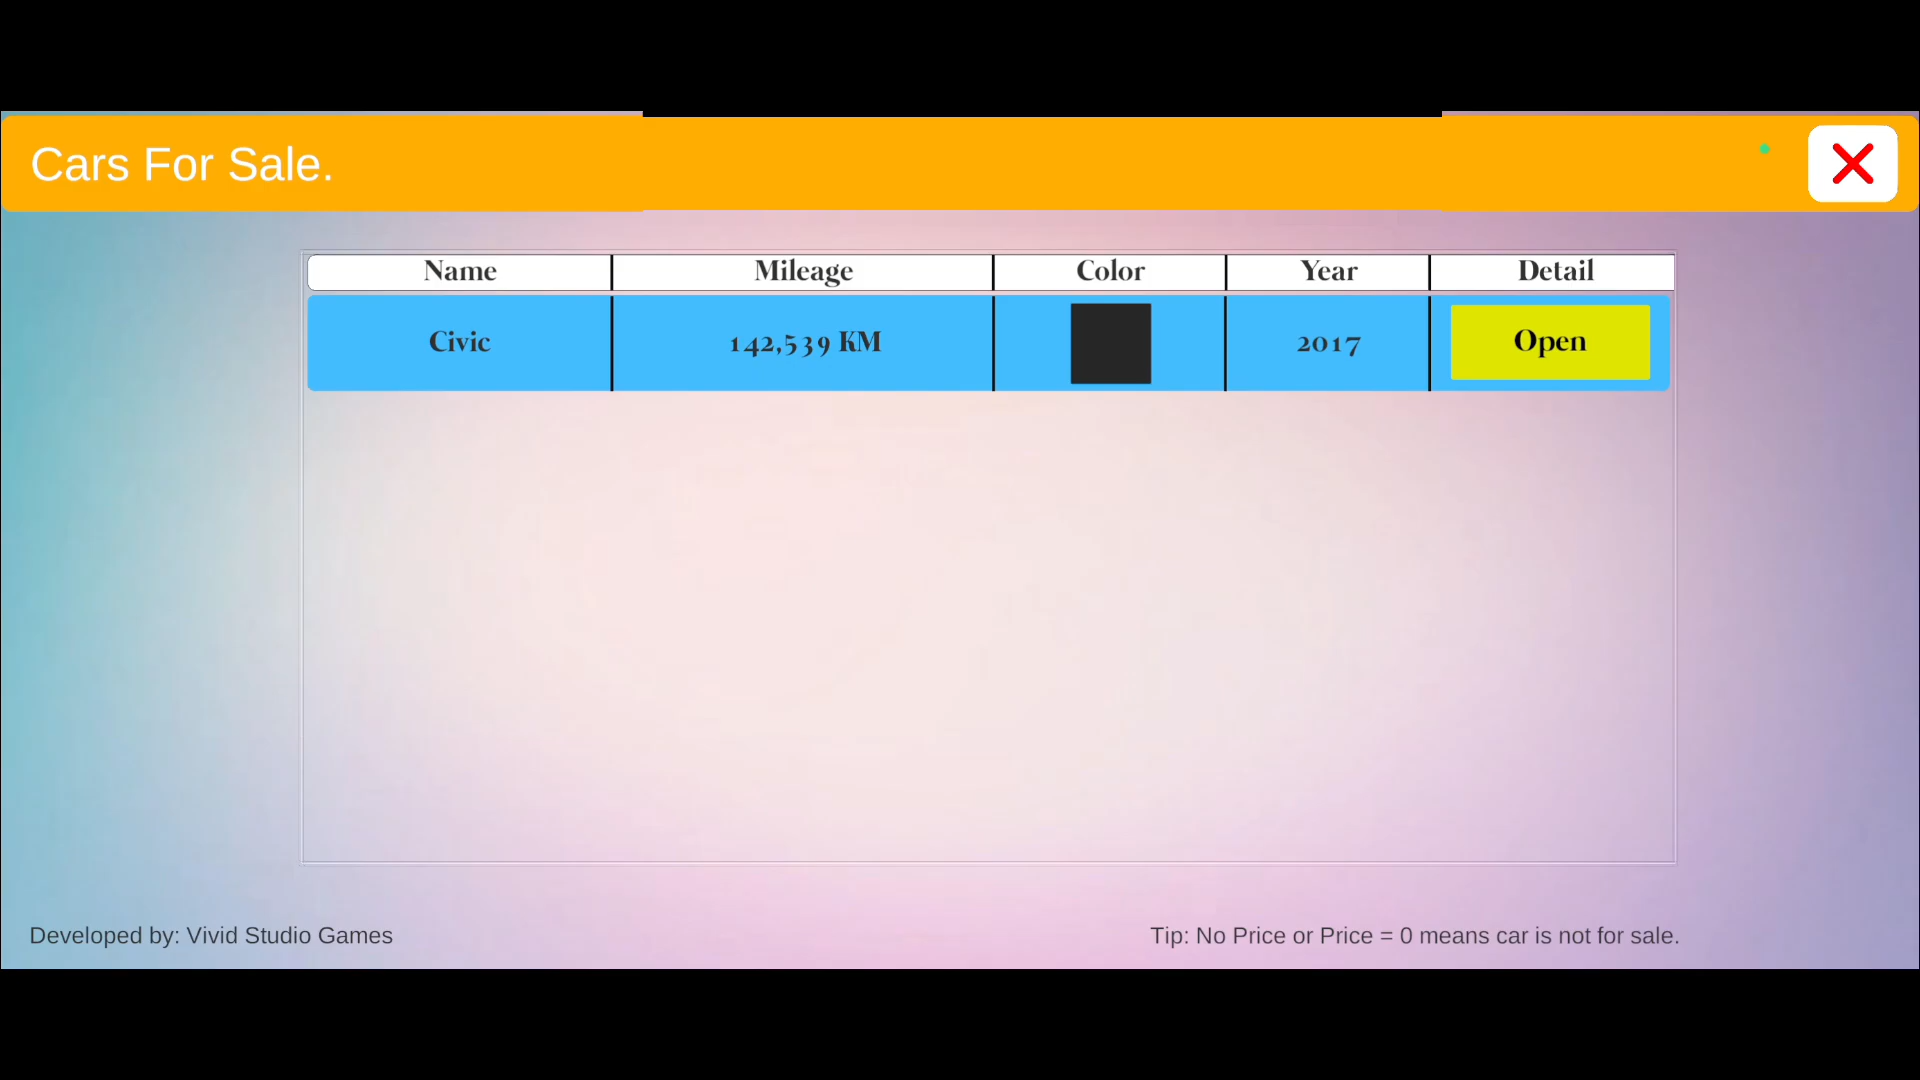 Cars For Sale.
Name Mileage Color Year Detail
Civic 142,539 KM 2017 Open
Developed by: Vivid Studio Games
Tip: No Price or Price = 0 means car is not for sale.